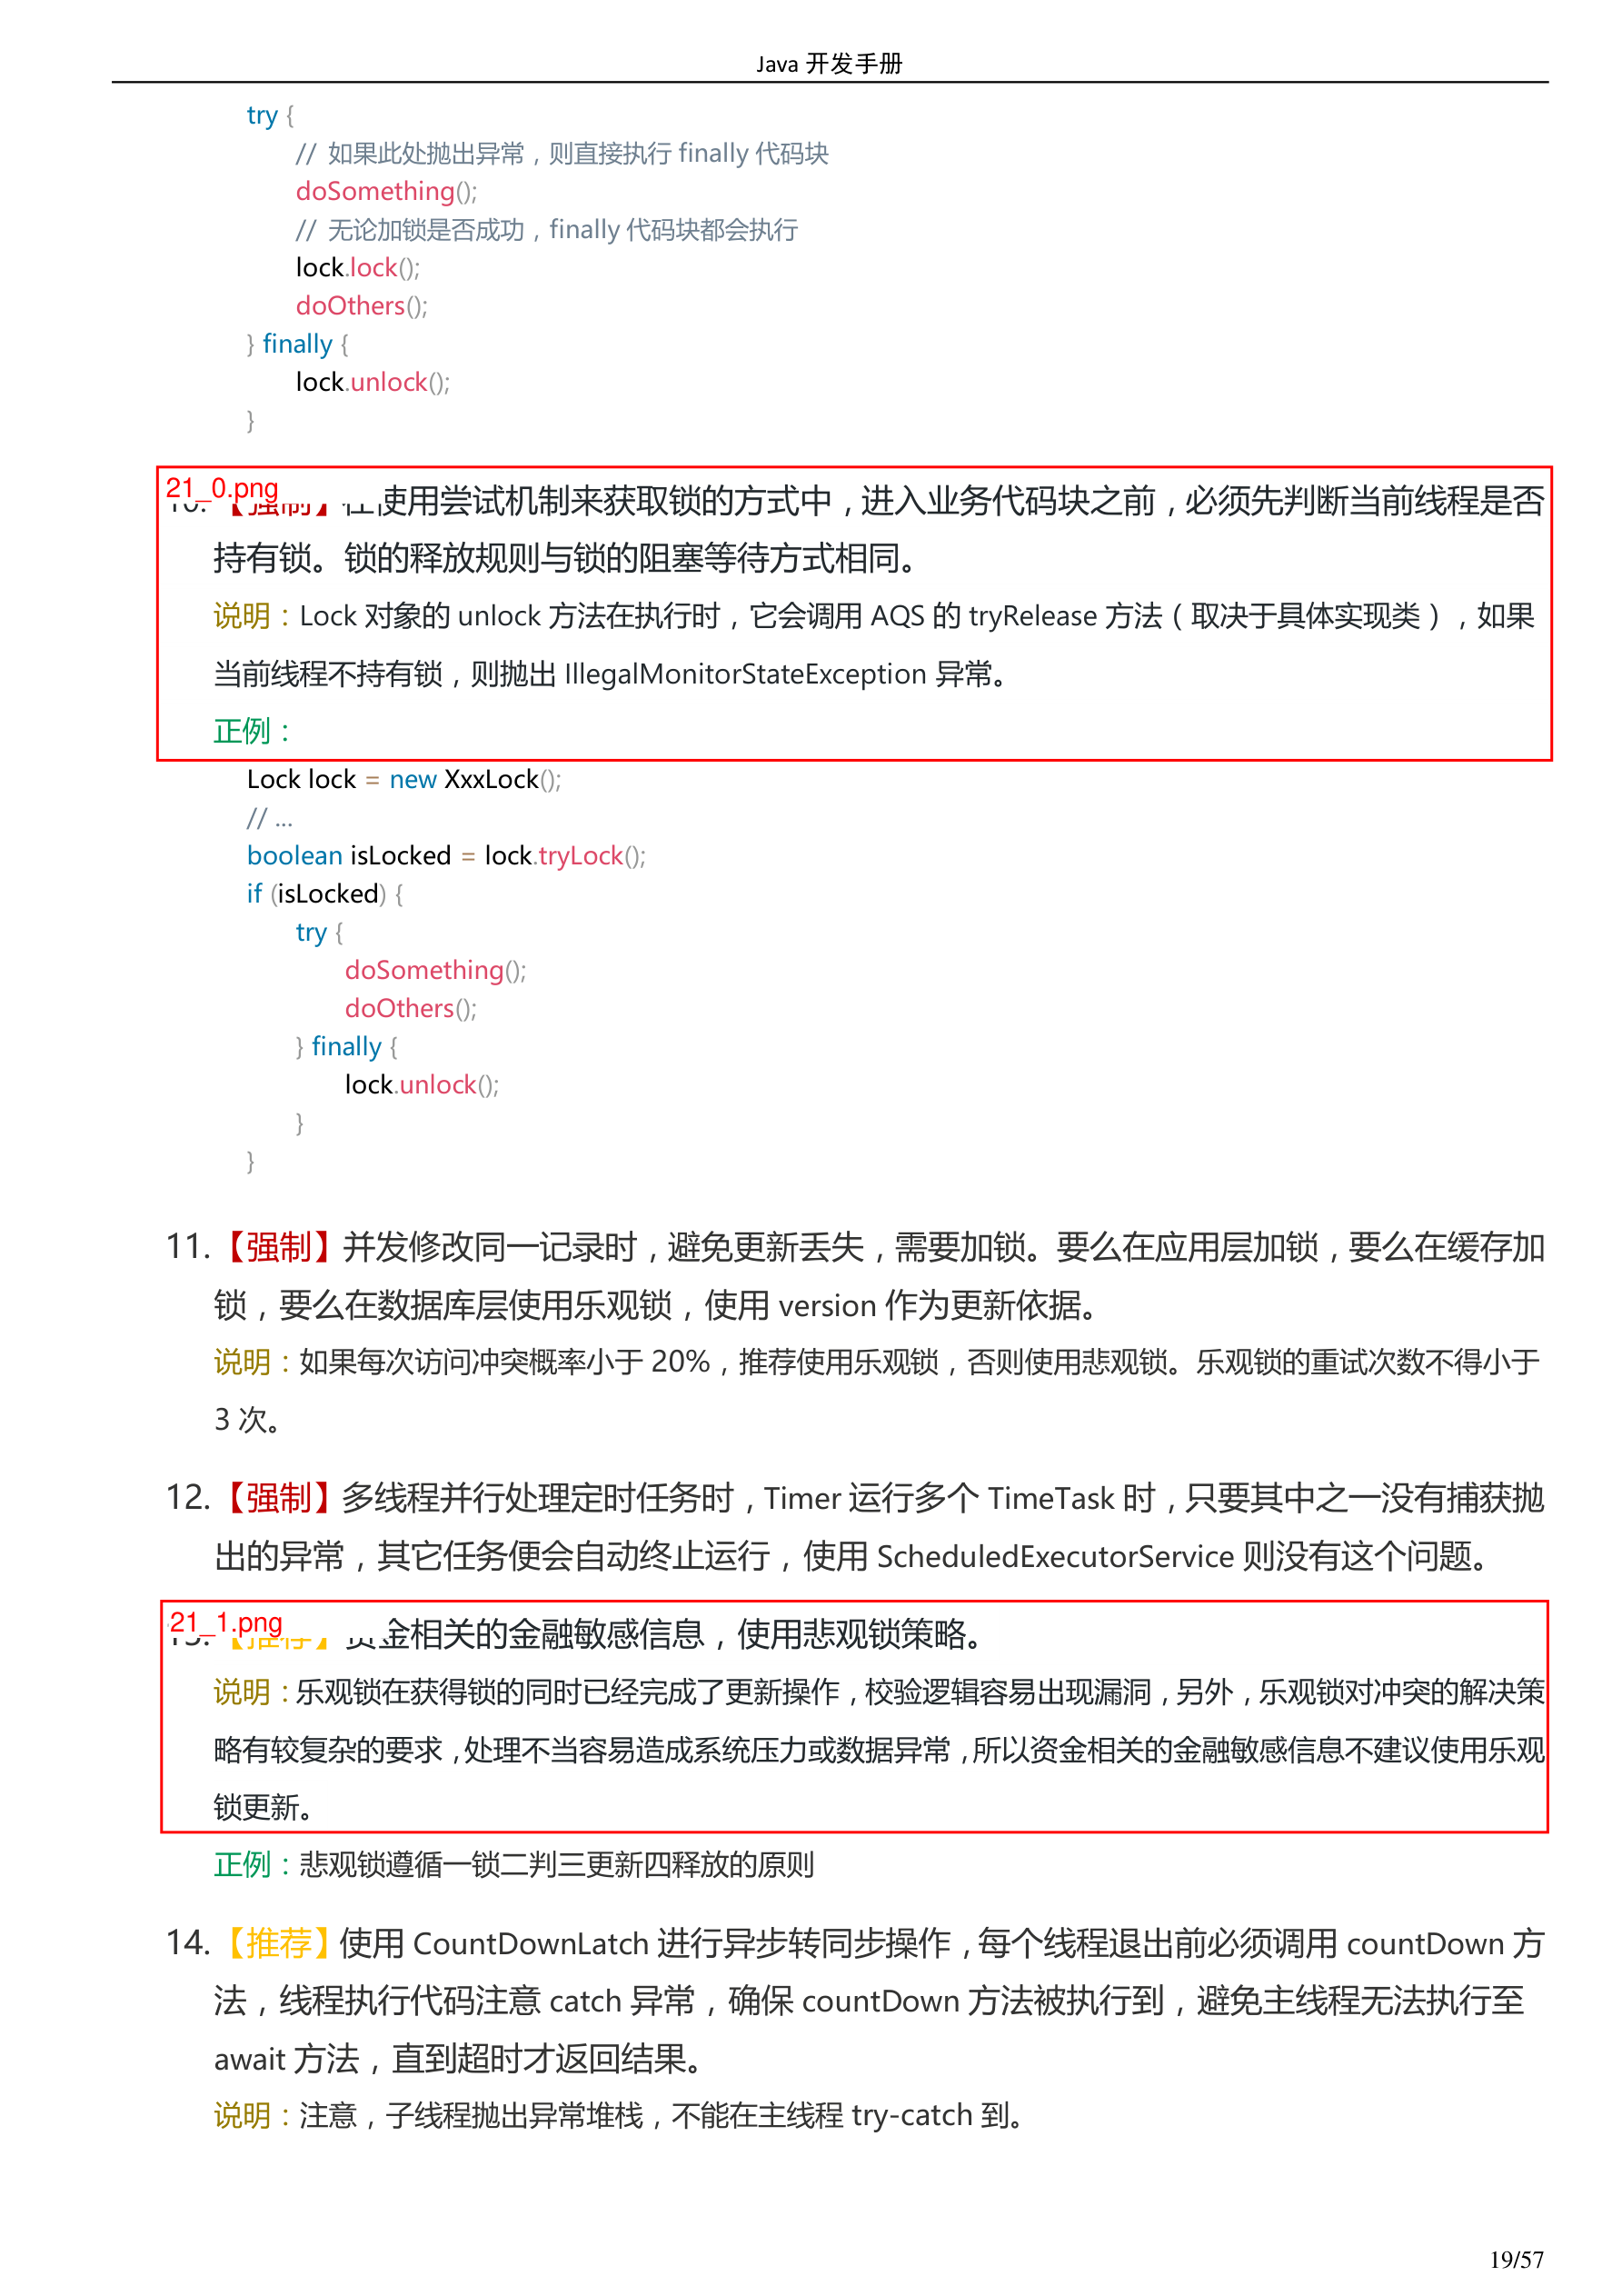 Java 开发手册
try {
// 如果此处抛出异常，则直接执行 finally 代码块
doSomething();
// 无论加锁是否成功，finally 代码块都会执行
lock.lock();
doOthers();
} finally {
lock.unlock();
}
21_0.png
使用尝试机制来获取锁的方式中，进入业务代码块之前，必须先判断当前线程是否
持有锁。锁的释放规则与锁的阻塞等待方式相同。
说明：Lock 对象的 unlock 方法在执行时，它会调用 AQS 的 tryRelease 方法（取决于具体实现类），如果
当前线程不持有锁，则抛出 IllegalMonitorStateException 异常。
正例：
Lock lock = new XxxLock();
// ...
boolean isLocked = lock.tryLock();
if (isLocked) {
try {
doSomething();
doOthers();
} finally {
lock.unlock();
}
}
11.【强制】并发修改同一记录时，避免更新丢失，需要加锁。要么在应用层加锁，要么在缓存加
锁，要么在数据库层使用乐观锁，使用 version 作为更新依据。
说明：如果每次访问冲突概率小于 20%，推荐使用乐观锁，否则使用悲观锁。乐观锁的重试次数不得小于
3 次。
12.【强制】多线程并行处理定时任务时，Timer 运行多个 TimeTask 时，只要其中之一没有捕获抛
出的异常，其它任务便会自动终止运行，使用 ScheduledExecutorService 则没有这个问题。
21_1.png
金相关的金融敏感信息，使用悲观锁策略。
说明：乐观锁在获得锁的同时已经完成了更新操作，校验逻辑容易出现漏洞，另外，乐观锁对冲突的解决策
略有较复杂的要求，处理不当容易造成系统压力或数据异常，所以资金相关的金融敏感信息不建议使用乐观
锁更新。
正例：悲观锁遵循一锁二判三更新四释放的原则
14.【推荐】使用 CountDownLatch 进行异步转同步操作，每个线程退出前必须调用 countDown 方
法，线程执行代码注意 catch 异常，确保 countDown 方法被执行到，避免主线程无法执行至
await 方法，直到超时才返回结果。
说明：注意，子线程抛出异常堆栈，不能在主线程 try-catch 到。
19/57